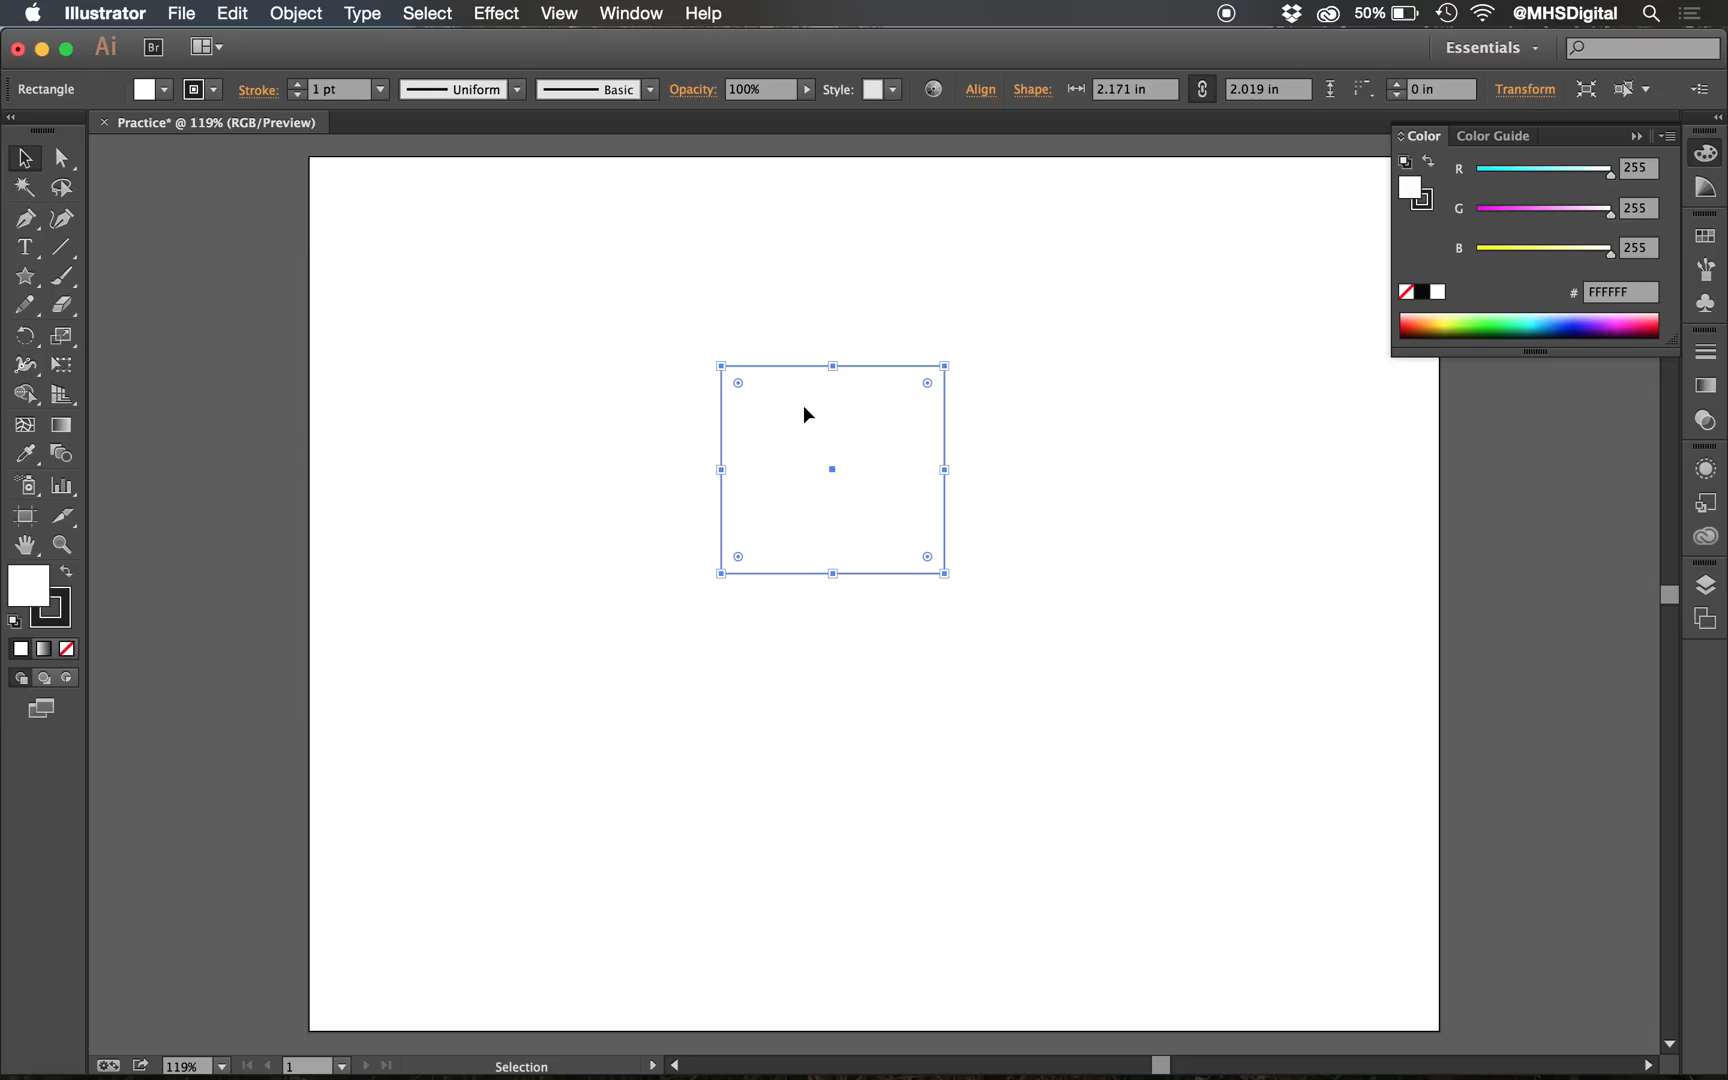 Illustrator File Edit Object Type Select Effect View Window Help 50% @MHSDigital
Ai Br Essentials
Rectangle Stroke: 1 pt Uniform Basic Opacity: 100% Style: Align Shape: 2.171 in 2.019 in 0 in Transform
× Practice* @ 119% (RGB/Preview)
Color Color Guide
R 255
G 255
B 255
# FFFFFF
T
119% 1 Selection